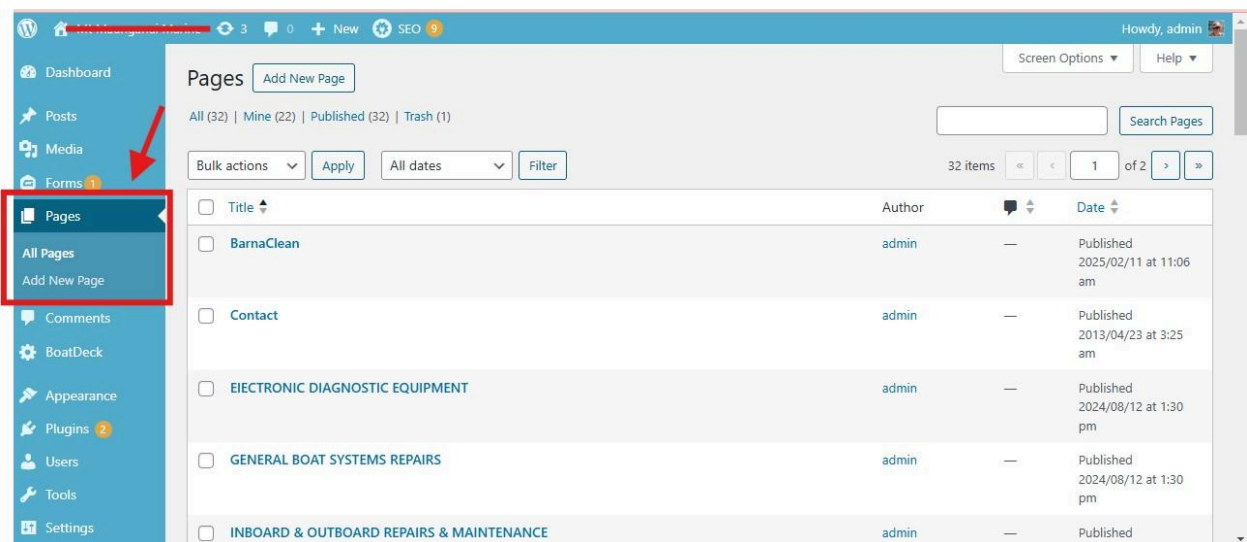 3 0 New SEO 9 Howdy, admin
Dashboard
Posts
Media
Forms 1
Pages
All Pages
Add New Page
Comments
BoatDeck
Appearance
Plugins 2
Users
Tools
Settings
Screen Options Help
Pages Add New Page
All (32) | Mine (22) | Published (32) | Trash (1)
Search Pages
Bulk actions Apply All dates Filter 32 items « ‹ 1 of 2 › »
Title Author Date
BarnaClean admin — Published
2025/02/11 at 11:06
am
Contact admin — Published
2013/04/23 at 3:25
am
ElECTRONIC DIAGNOSTIC EQUIPMENT admin — Published
2024/08/12 at 1:30
pm
GENERAL BOAT SYSTEMS REPAIRS admin — Published
2024/08/12 at 1:30
pm
INBOARD & OUTBOARD REPAIRS & MAINTENANCE admin — Published